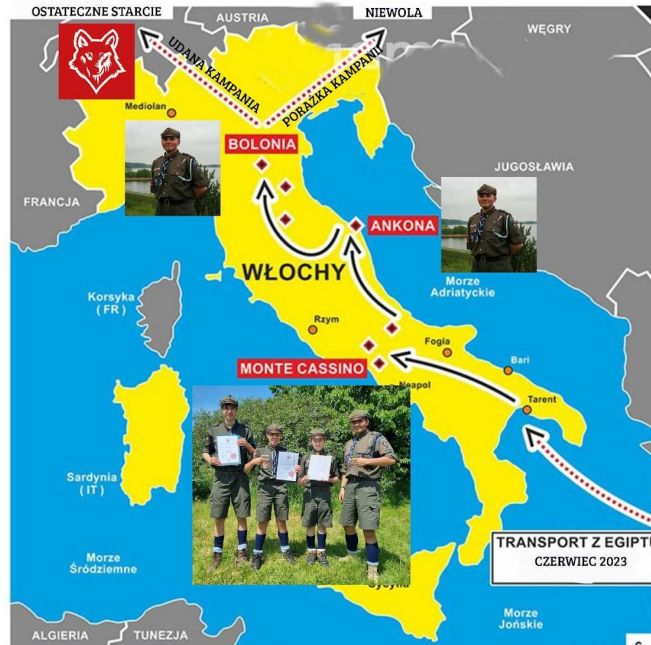 OSTATECZNE STARCIE
AUSTRIA
NIEWOLA
WĘGRY
UDANA KAMPANIA
PORAŻKA KAMPANII
Mediolan
BOLONIA
JUGOSŁAWIA
FRANCJA
ANKONA
WŁOCHY
Morze
Adriatyckie
Korsyka
( FR )
Rzym
Fogia
Bari
MONTE CASSINO
Neapol
Tarent
Sardynia
( IT )
TRANSPORT Z EGIPTU
CZERWIEC 2023
Morze
Śródziemne
Morze
Jońskie
ALGIERIA
TUNEZJA